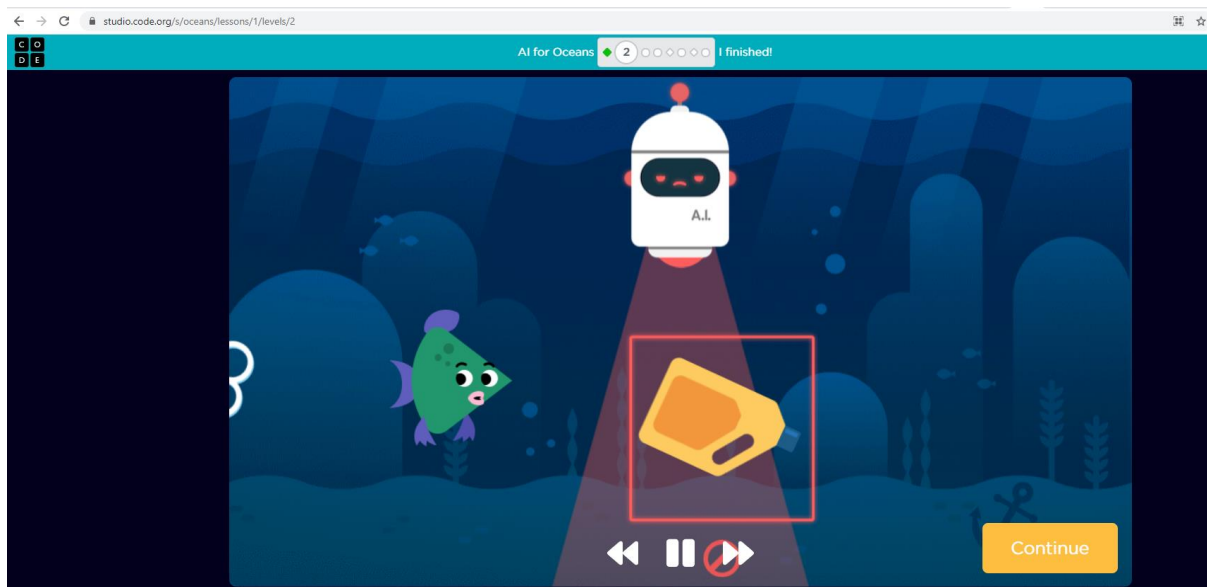 studio.code.org/s/oceans/lessons/1/levels/2
C O
D E
AI for Oceans 2 I finished!
A.I.
Continue